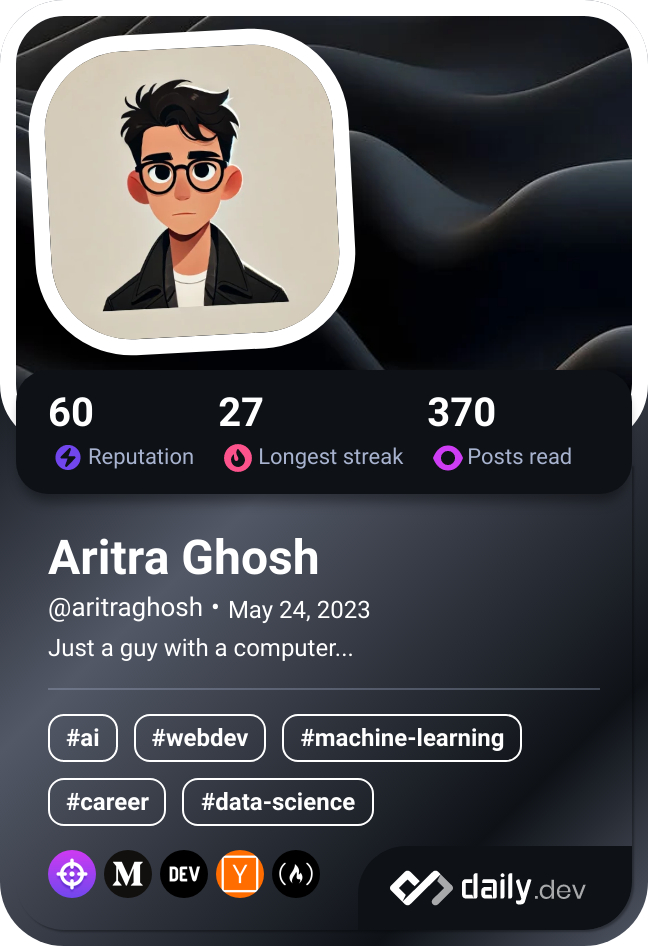 60 27 370
Reputation Longest streak Posts read
Aritra Ghosh
@aritraghosh • May 24, 2023
Just a guy with a computer...
#ai #webdev #machine-learning
#career #data-science
M DEV Y
daily.dev